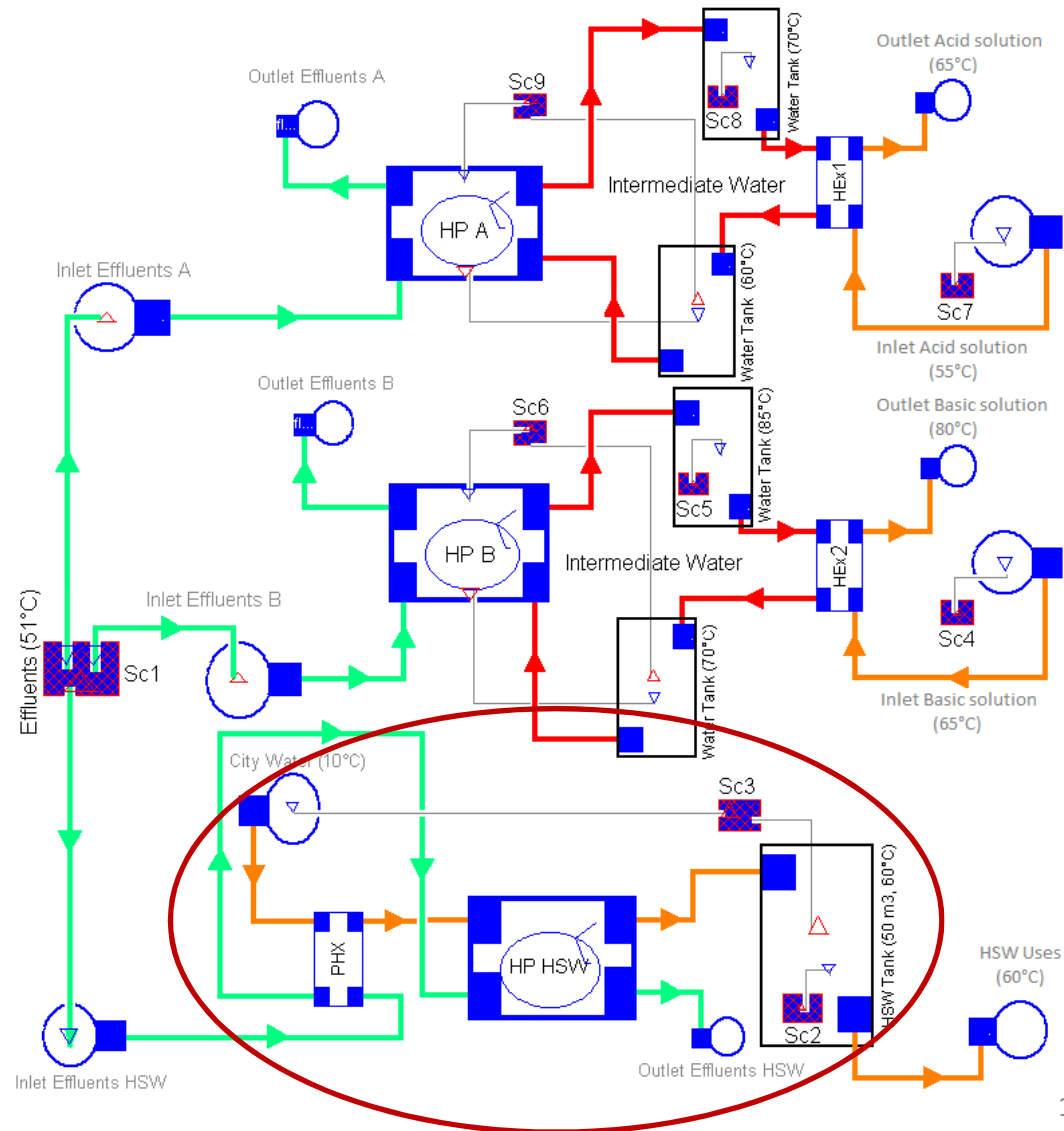 Outlet Acid solution
(65°C)
Water Tank (70°C)
Outlet Effluents A
Sc9
Sc8
fl...
HEx1
Intermediate Water
HP A
Inlet Effluents A
Water Tank (60°C)
Sc7
Inlet Acid solution
(55°C)
Outlet Effluents B
Outlet Basic solution
(80°C)
Sc6
fl...
Water Tank (85°C)
Sc5
HEx2
HP B
Intermediate Water
Inlet Effluents B
Sc4
Effluents (51°C)
Sc1
Water Tank (70°C)
Inlet Basic solution
(65°C)
City Water (10°C)
Sc3
HSW Tank (50 m3, 60°C)
PHX
HP HSW
HSW Uses
(60°C)
Sc2
Inlet Effluents HSW
Outlet Effluents HSW
1